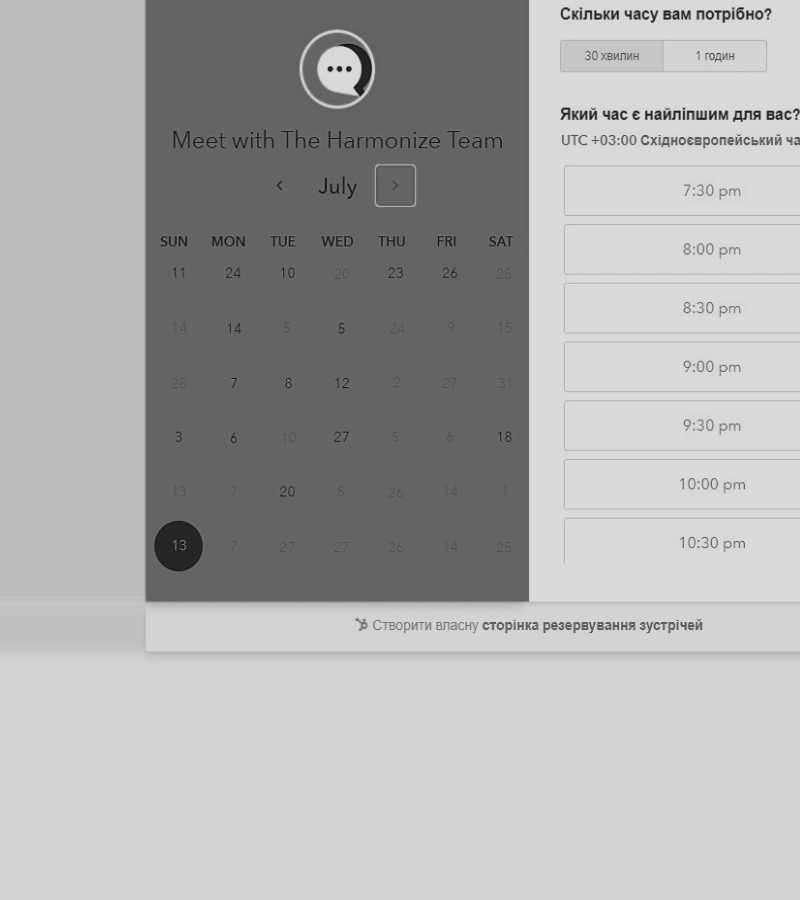 Meet with The Harmonize Team
July
SUN MON TUE WED THU FRI SAT
11 24 10 20 23 26 25
14 14 5 5 24 9 15
28 7 8 12 2 27 31
3 6 10 27 5 6 18
13 7 20 5 26 14 1
13 7 27 27 26 14 25
Скільки часу вам потрібно?
30 хвилин 1 годин
Який час є найліпшим для вас?
UTC +03:00 Східноєвропейський ча
7:30 pm
8:00 pm
8:30 pm
9:00 pm
9:30 pm
10:00 pm
10:30 pm
Створити власну сторінка резервування зустрічей